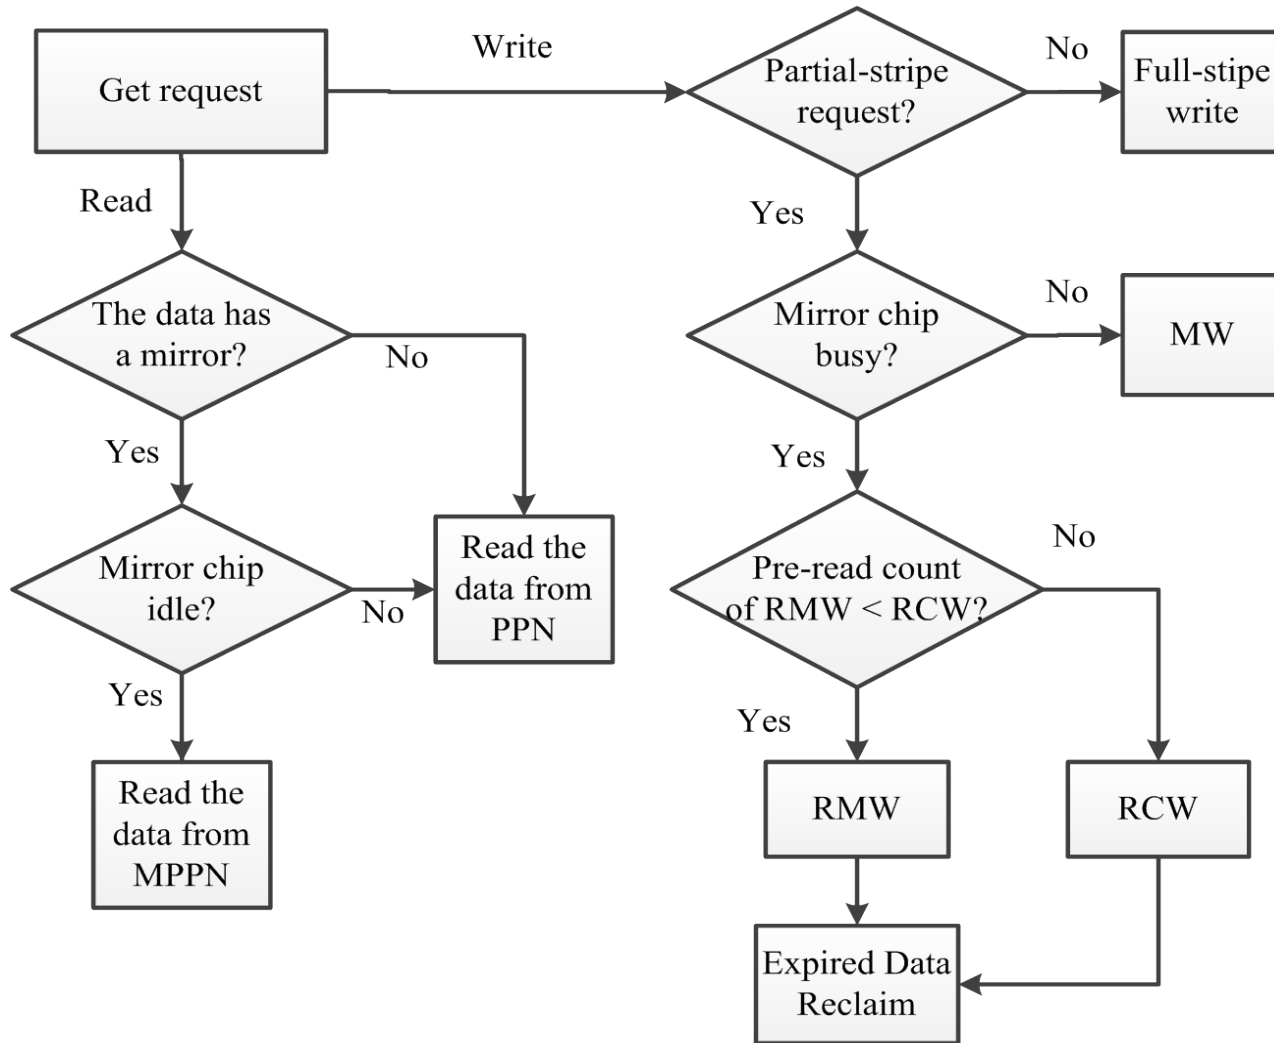 Get request
Write
Partial-stripe
request?
No
Full-stipe
write
Read
Yes
The data has
a mirror?
No
Mirror chip
busy?
No
MW
Yes
Yes
Mirror chip
idle?
No
Read the
data from
PPN
Pre-read count
of RMW < RCW?
No
Yes
Yes
Read the
data from
MPPN
RMW
RCW
Expired Data
Reclaim